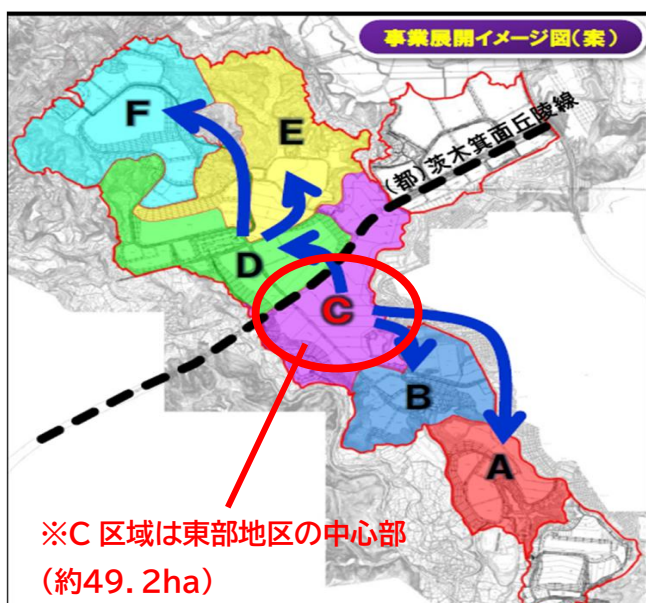 事業展開イメージ図(案)
F
E
(都)茨木箕面丘陵線
D
C
B
A
※C 区域は東部地区の中心部
(約49.2ha)